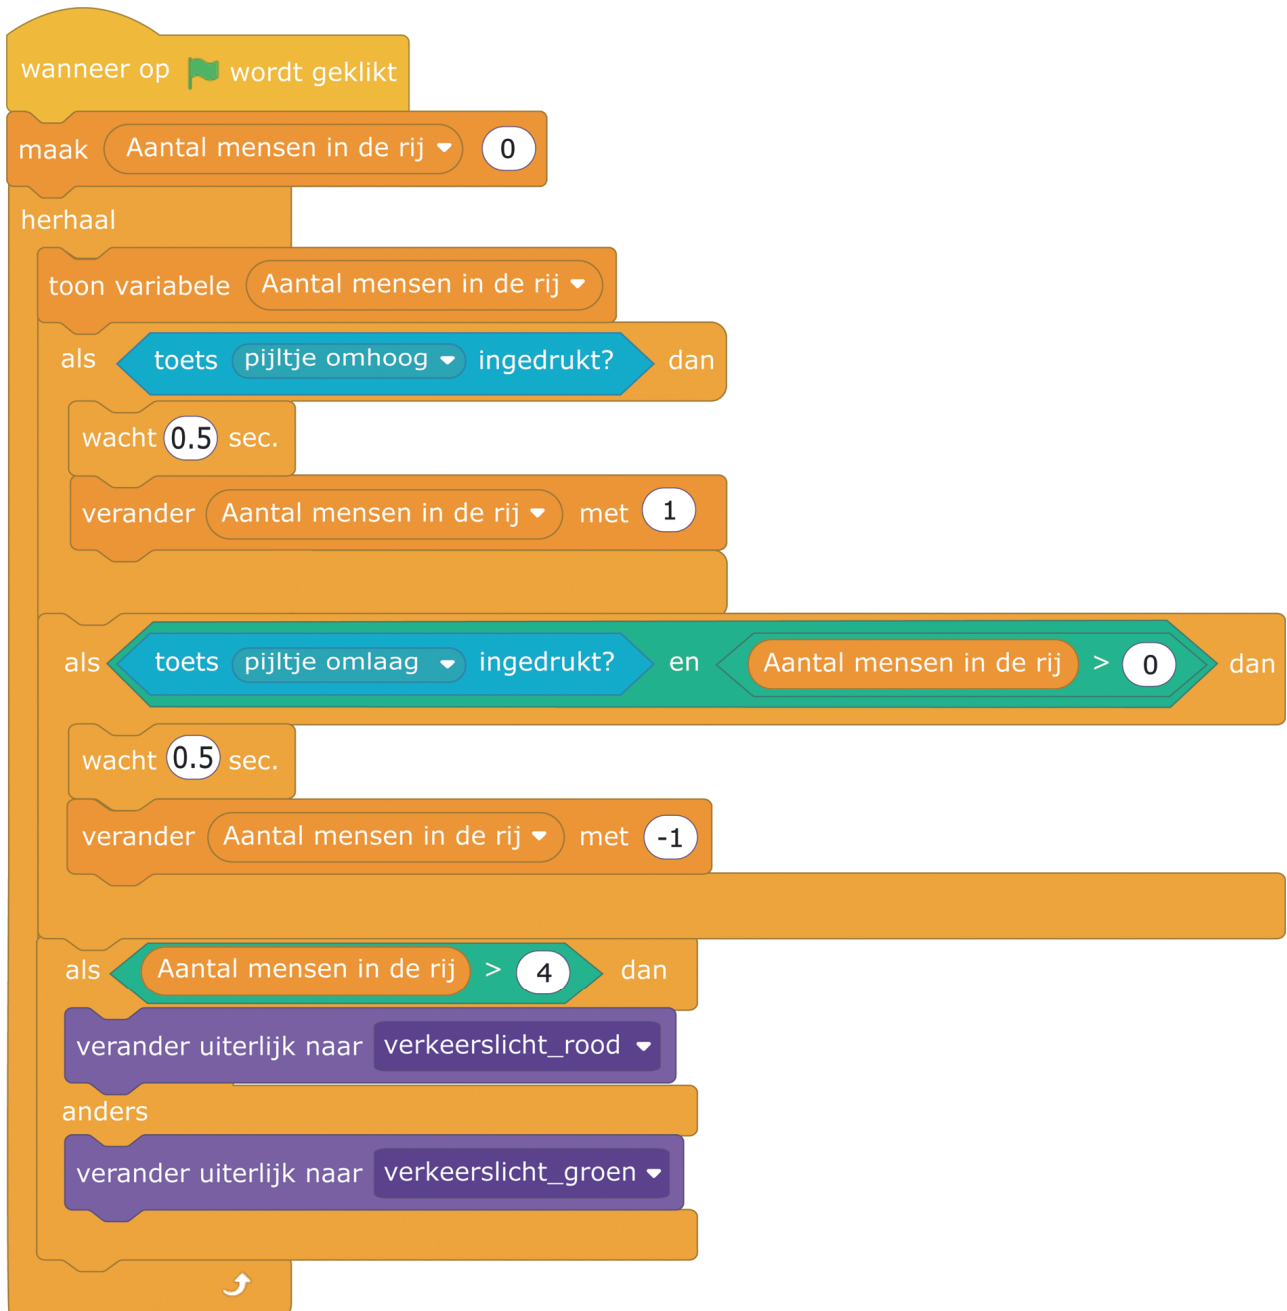 wanneer op wordt geklikt
maak Aantal mensen in de rij 0
herhaal
toon variabele Aantal mensen in de rij
als toets pijltje omhoog ingedrukt? dan
wacht 0.5 sec.
verander Aantal mensen in de rij met 1
als toets pijltje omlaag ingedrukt? en Aantal mensen in de rij > 0 dan
wacht 0.5 sec.
verander Aantal mensen in de rij met -1
als Aantal mensen in de rij > 4 dan
verander uiterlijk naar verkeerslicht_rood
anders
verander uiterlijk naar verkeerslicht_groen